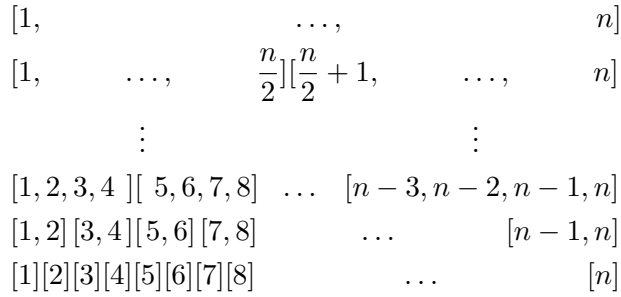 [1, …, n]
[1, …, n/2][n/2 + 1, …, n]
⋮ ⋮
[1, 2, 3, 4 ][ 5, 6, 7, 8] … [n − 3, n − 2, n − 1, n]
[1, 2] [3, 4] [5, 6] [7, 8] … [n − 1, n]
[1][2][3][4][5][6][7][8] … [n]